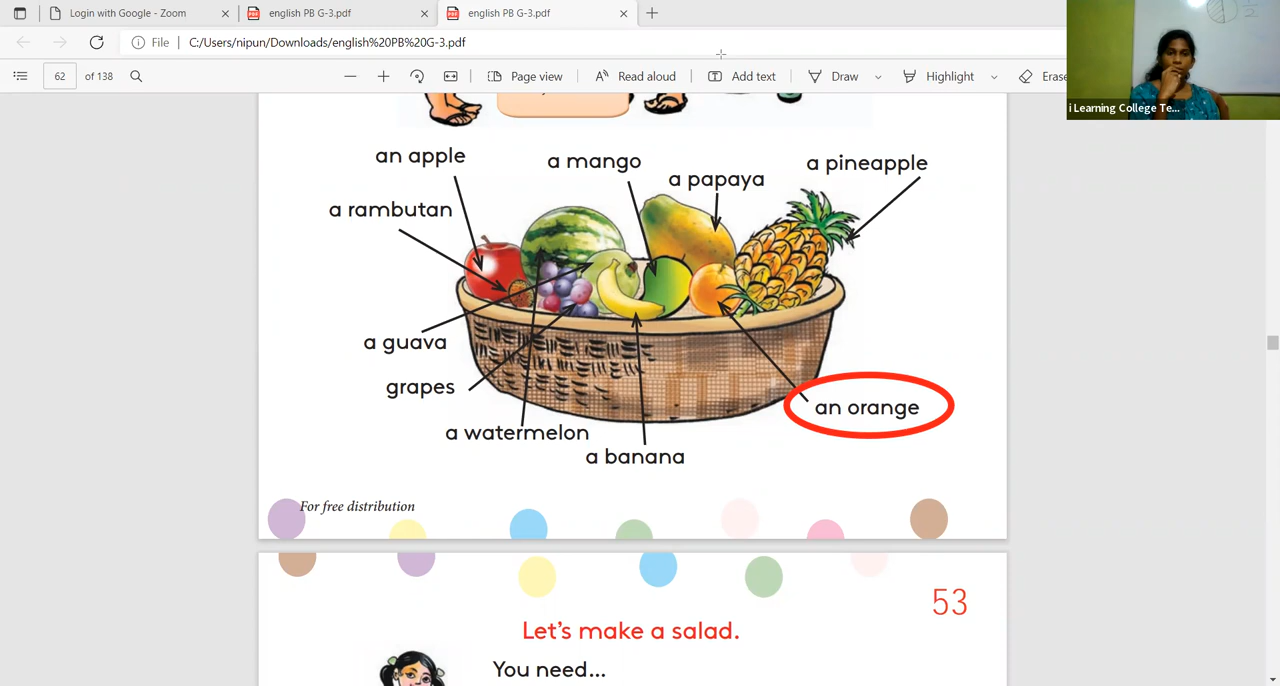 Login with Google - Zoom
english PB G-3.pdf
english PB G-3.pdf
File
C:/Users/nipun/Downloads/english%20PB%20G-3.pdf
62 of 138
Page view
Read aloud
Add text
Draw
Highlight
Erase
i Learning College Te...
an apple
a mango
a papaya
a pineapple
a rambutan
a guava
grapes
an orange
a watermelon
a banana
For free distribution
53
Let's make a salad.
You need...